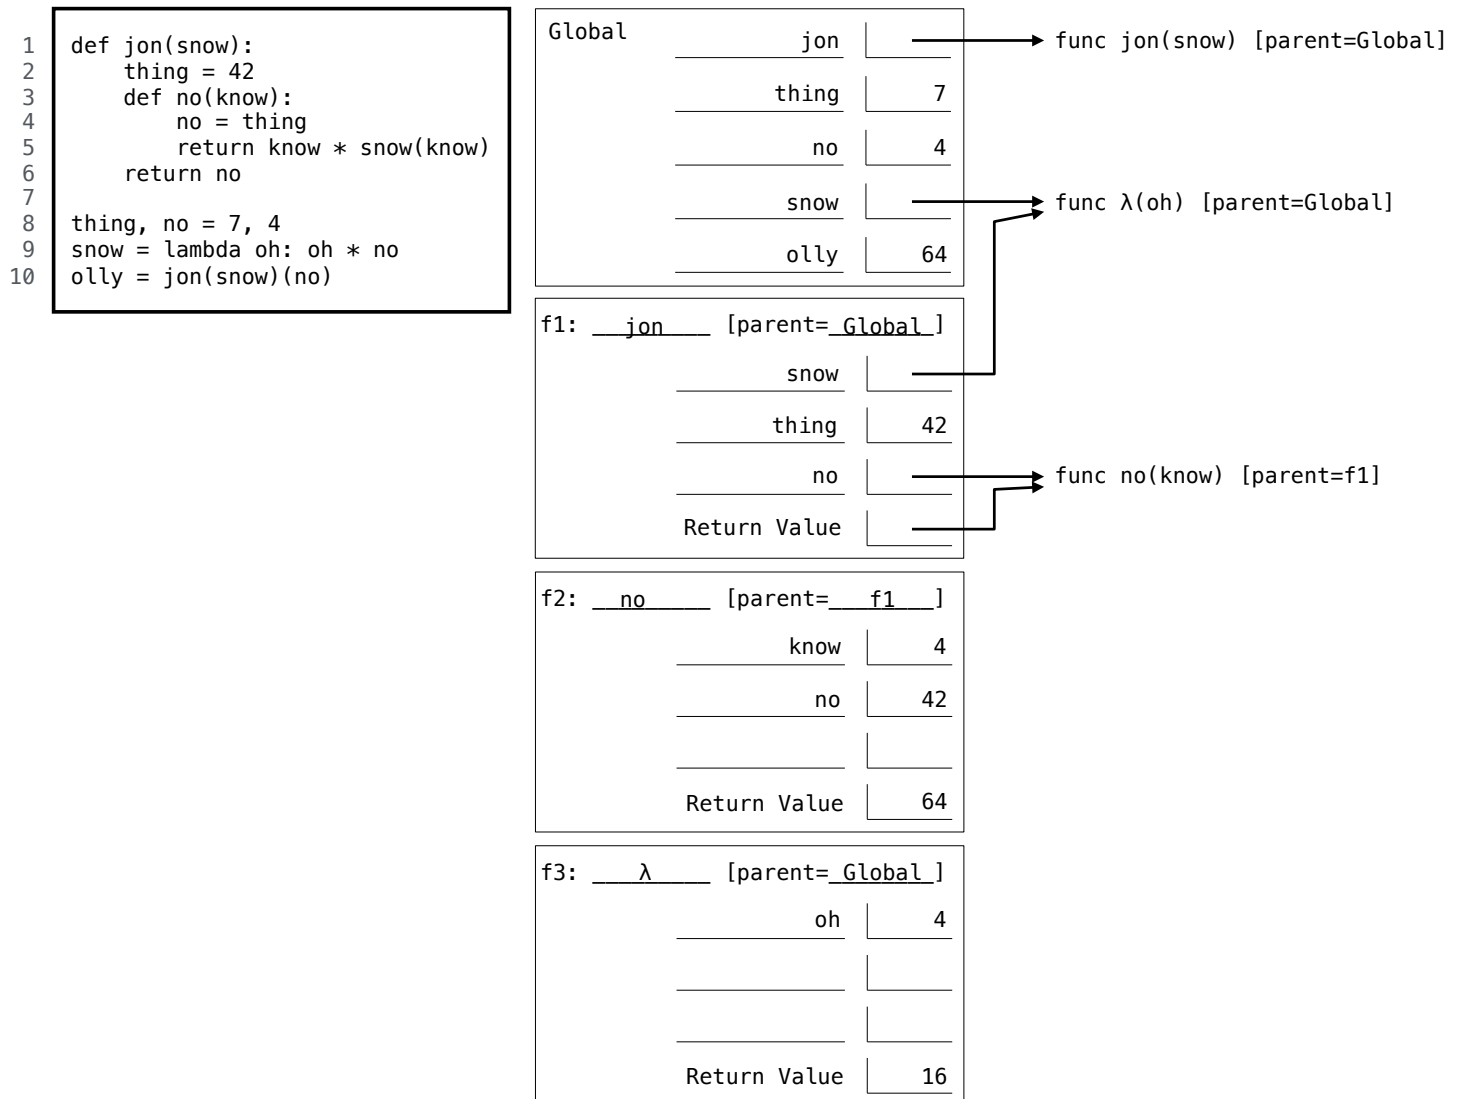 1 def jon(snow):
2     thing = 42
3     def no(know):
4         no = thing
5         return know * snow(know)
6     return no
7
8 thing, no = 7, 4
9 snow = lambda oh: oh * no
10 olly = jon(snow)(no)
Global
jon func jon(snow) [parent=Global]
thing 7
no 4
snow func λ(oh) [parent=Global]
olly 64
f1: jon [parent=Global]
snow
thing 42
no func no(know) [parent=f1]
Return Value
f2: no [parent=f1]
know 4
no 42
Return Value 64
f3: λ [parent=Global]
oh 4
Return Value 16